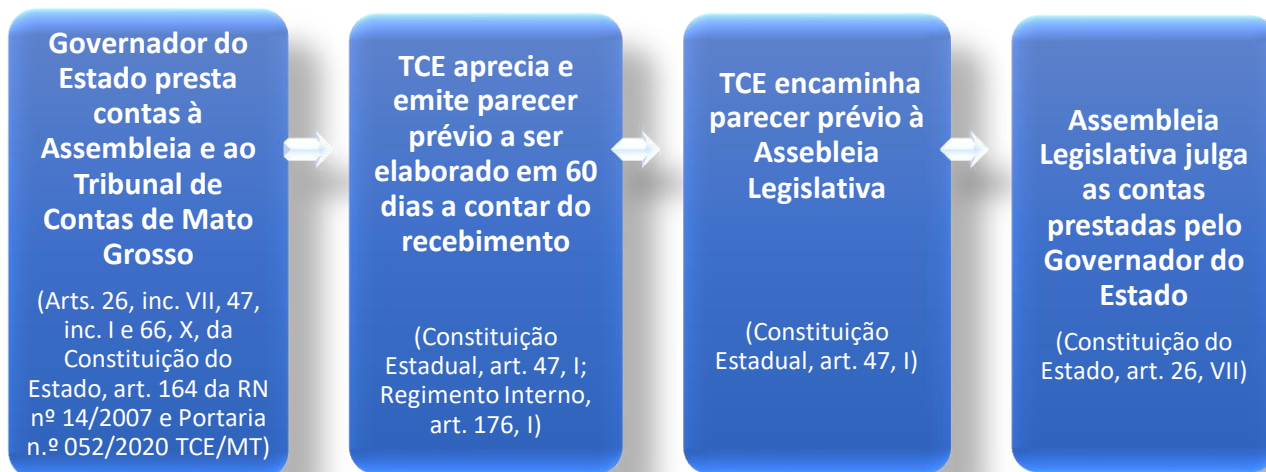 Governador do
Estado presta
contas à
Assembleia e ao
Tribunal de
Contas de Mato
Grosso
(Arts. 26, inc. VII, 47,
inc. I e 66, X, da
Constituição do
Estado, art. 164 da RN
nº 14/2007 e Portaria
n.º 052/2020 TCE/MT)
TCE aprecia e
emite parecer
prévio a ser
elaborado em 60
dias a contar do
recebimento
(Constituição
Estadual, art. 47, I;
Regimento Interno,
art. 176, I)
TCE encaminha
parecer prévio à
Assebleia
Legislativa
(Constituição
Estadual, art. 47, I)
Assembleia
Legislativa julga
as contas
prestadas pelo
Governador do
Estado
(Constituição do
Estado, art. 26, VII)